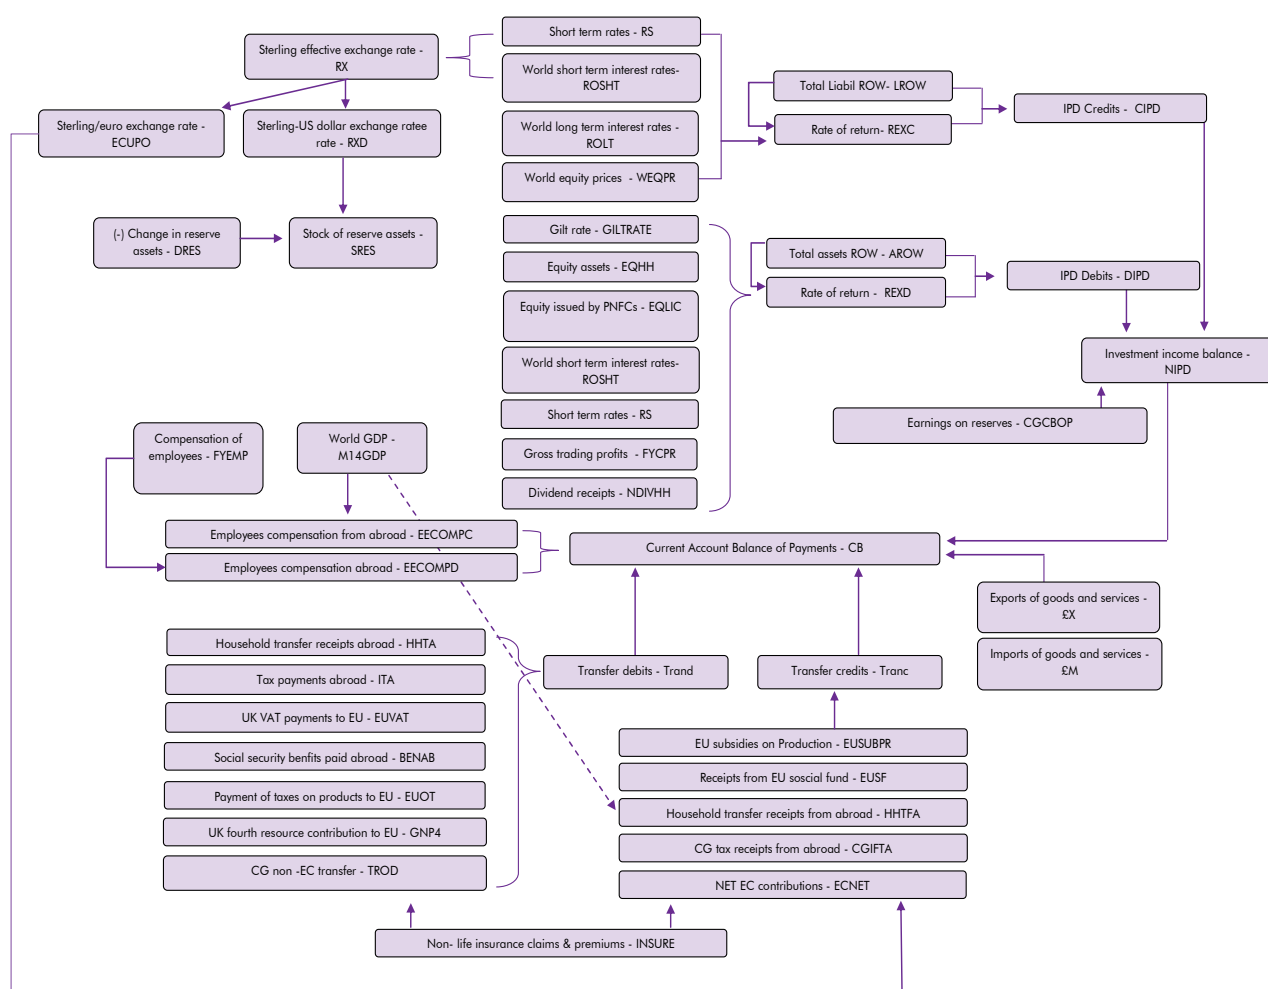 Short term rates - RS
Sterling effective exchange rate -
RX
World short term interest rates-
ROSHT
Total Liabil ROW- LROW
IPD Credits -  CIPD
Sterling/euro exchange rate -
ECUPO
Sterling-US dollar exchange ratee
rate - RXD
World long term interest rates -
ROLT
Rate of return- REXC
World equity prices  - WEQPR
(-) Change in reserve
assets - DRES
Stock of reserve assets -
SRES
Gilt rate - GILTRATE
Total assets ROW - AROW
Equity assets - EQHH
IPD Debits - DIPD
Rate of return -  REXD
Equity issued by PNFCs - EQLIC
World short term interest rates-
ROSHT
Investment income balance -
NIPD
Short term rates - RS
Earnings on reserves - CGCBOP
Compensation of
employees - FYEMP
World GDP -
M14GDP
Gross trading profits  - FYCPR
Dividend receipts - NDIVHH
Employees compensation from abroad - EECOMPC
Current Account Balance of Payments - CB
Employees compensation abroad - EECOMPD
Exports of goods and services -
£X
Household transfer receipts abroad - HHTA
Imports of goods and services -
£M
Tax payments abroad - ITA
Transfer debits - Trand
Transfer credits - Tranc
UK VAT payments to EU - EUVAT
EU subsidies on Production - EUSUBPR
Social security benfits paid abroad - BENAB
Receipts from EU soscial fund - EUSF
Payment of taxes on products to EU - EUOT
Household transfer receipts from abroad - HHTFA
UK fourth resource contribution to EU - GNP4
CG tax receipts from abroad - CGIFTA
CG non -EC transfer - TROD
NET EC contributions - ECNET
Non- life insurance claims & premiums - INSURE